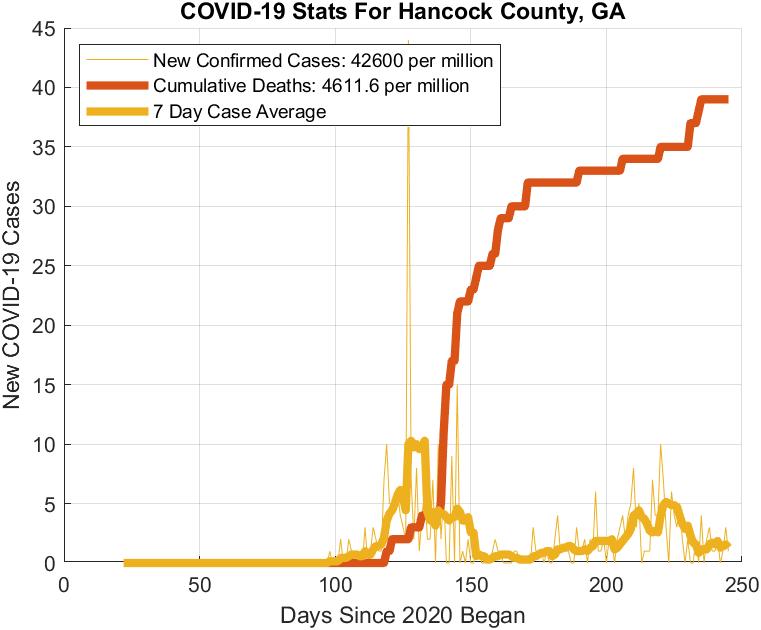 COVID-19 Stats For Hancock County, GA
New Confirmed Cases: 42600 per million
Cumulative Deaths: 4611.6 per million
7 Day Case Average
New COVID-19 Cases
45
40
35
30
25
20
15
10
5
0
0 50 100 150 200 250
Days Since 2020 Began